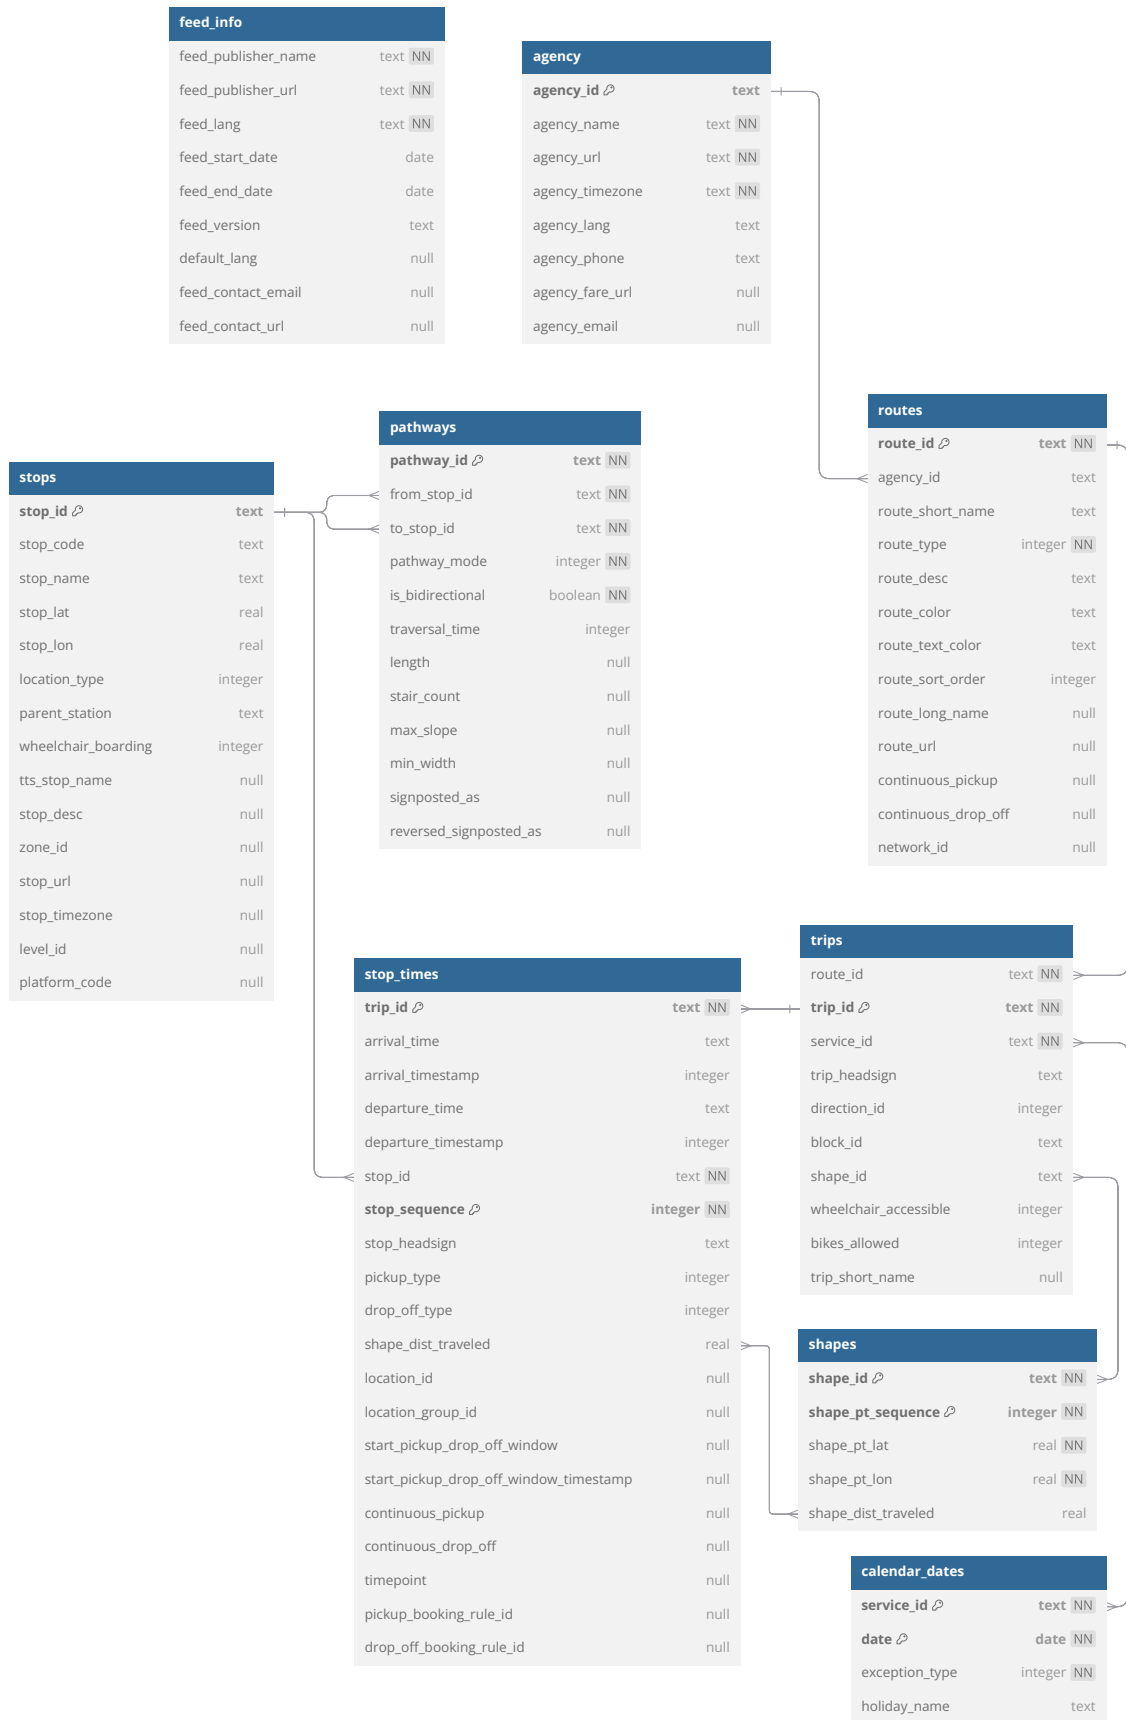 feed_info
feed_publisher_name text NN
feed_publisher_url text NN
feed_lang text NN
feed_start_date date
feed_end_date date
feed_version text
default_lang null
feed_contact_email null
feed_contact_url null
agency
agency_id text
agency_name text NN
agency_url text NN
agency_timezone text NN
agency_lang text
agency_phone text
agency_fare_url null
agency_email null
routes
route_id text NN
agency_id text
route_short_name text
route_type integer NN
route_desc text
route_color text
route_text_color text
route_sort_order integer
route_long_name null
route_url null
continuous_pickup null
continuous_drop_off null
network_id null
pathways
pathway_id text NN
from_stop_id text NN
to_stop_id text NN
pathway_mode integer NN
is_bidirectional boolean NN
traversal_time integer
length null
stair_count null
max_slope null
min_width null
signposted_as null
reversed_signposted_as null
stops
stop_id text
stop_code text
stop_name text
stop_lat real
stop_lon real
location_type integer
parent_station text
wheelchair_boarding integer
tts_stop_name null
stop_desc null
zone_id null
stop_url null
stop_timezone null
level_id null
platform_code null
stop_times
trip_id text NN
arrival_time text
arrival_timestamp integer
departure_time text
departure_timestamp integer
stop_id text NN
stop_sequence integer NN
stop_headsign text
pickup_type integer
drop_off_type integer
shape_dist_traveled real
location_id null
location_group_id null
start_pickup_drop_off_window null
start_pickup_drop_off_window_timestamp null
continuous_pickup null
continuous_drop_off null
timepoint null
pickup_booking_rule_id null
drop_off_booking_rule_id null
trips
route_id text NN
trip_id text NN
service_id text NN
trip_headsign text
direction_id integer
block_id text
shape_id text
wheelchair_accessible integer
bikes_allowed integer
trip_short_name null
shapes
shape_id text NN
shape_pt_sequence integer NN
shape_pt_lat real NN
shape_pt_lon real NN
shape_dist_traveled real
calendar_dates
service_id text NN
date date NN
exception_type integer NN
holiday_name text